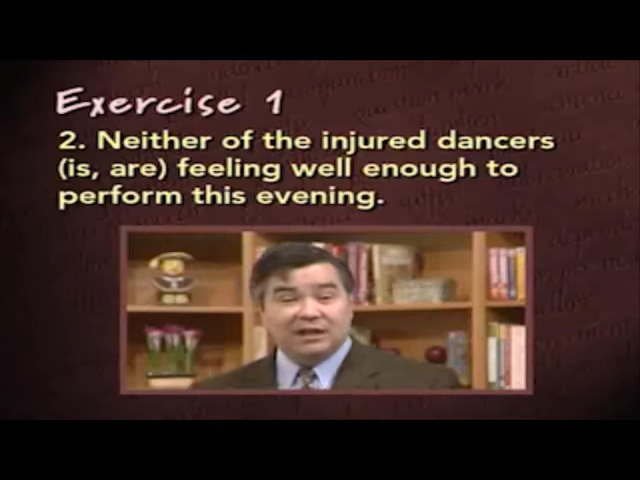 Exercise 1
2. Neither of the injured dancers
(is, are) feeling well enough to
perform this evening.